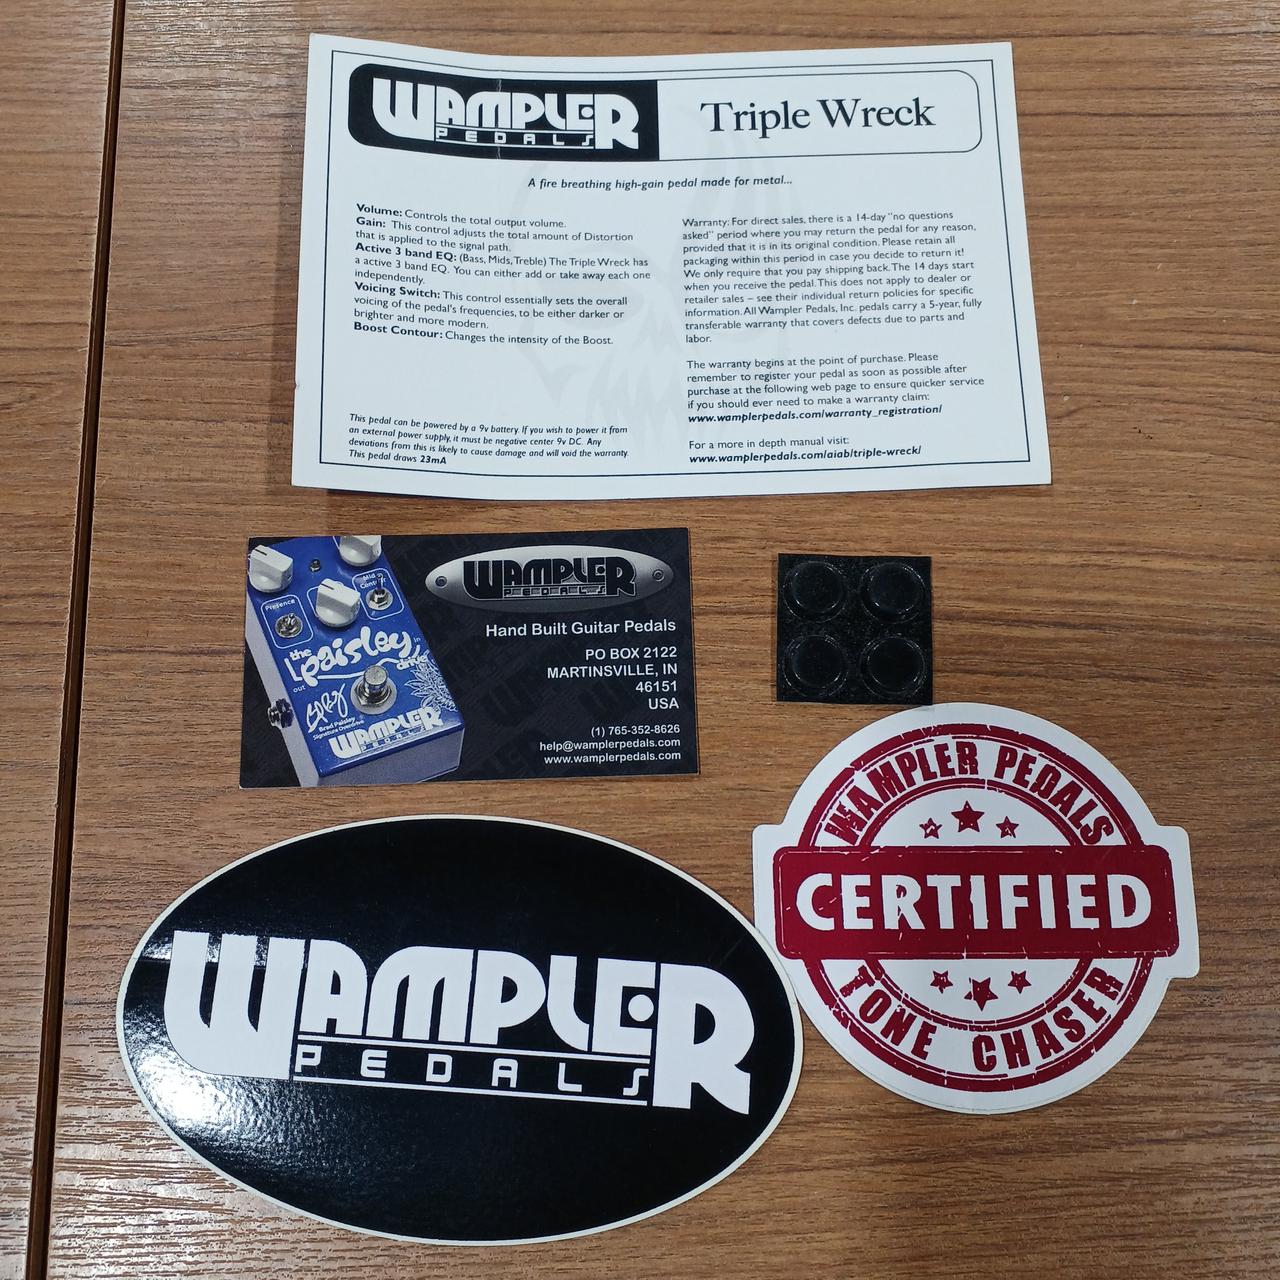 WAMPLER
PEDALS
Triple Wreck
A fire breathing high-gain pedal made for metal...
Volume: Controls the total output volume.
Gain: This control adjusts the total amount of Distortion
that is applied to the signal path.
Active 3 band EQ: (Bass, Mids, Treble) The Triple Wreck has
a active 3 band EQ. You can either add or take away each one
independently.
Voicing Switch: This control essentially sets the overall
voicing of the pedal's frequencies, to be either darker or
brighter and more modern.
Boost Contour: Changes the intensity of the Boost.
This pedal can be powered by a 9v battery. If you wish to power it from
an external power supply, it must be negative center 9v DC. Any
deviations from this is likely to cause damage and will void the warranty.
This pedal draws 23mA
Warranty: For direct sales, there is a 14-day "no questions
asked" period where you may return the pedal for any reason,
provided that it is in its original condition. Please retain all
packaging within this period in case you decide to return it!
We only require that you pay shipping back. The 14 days start
when you receive the pedal. This does not apply to dealer or
retailer sales – see their individual return policies for specific
information. All Wampler Pedals, Inc. pedals carry a 5-year, fully
transferable warranty that covers defects due to parts and
labor.
The warranty begins at the point of purchase. Please
remember to register your pedal as soon as possible after
purchase at the following web page to ensure quicker service
if you should ever need to make a warranty claim:
www.wamplerpedals.com/warranty_registration/
For a more in depth manual visit:
www.wamplerpedals.com/aiab/triple-wreck/
Presence
Mid
the
paisley
drive
in
out
Brad Paisley
Signature Overdrive
WAMPLER
PEDALS
WAMPLER
PEDALS
Hand Built Guitar Pedals
PO BOX 2122
MARTINSVILLE, IN
46151
USA
(1) 765-352-8626
help@wamplerpedals.com
www.wamplerpedals.com
WAMPLER PEDALS
CERTIFIED
TONE CHASER
WAMPLER
PEDALS